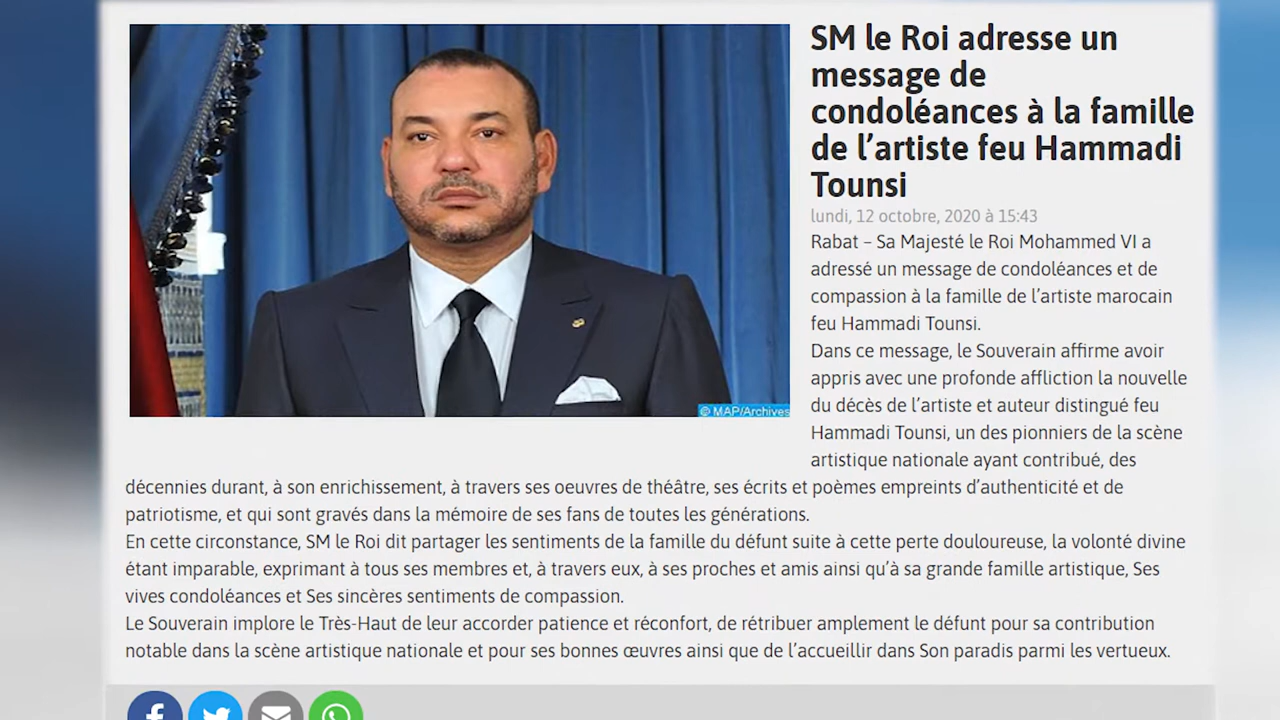 SM le Roi adresse un
message de
condoléances à la famille
de l’artiste feu Hammadi
Tounsi
lundi, 12 octobre, 2020 à 15:43
Rabat – Sa Majesté le Roi Mohammed VI a
adressé un message de condoléances et de
compassion à la famille de l’artiste marocain
feu Hammadi Tounsi.
Dans ce message, le Souverain affirme avoir
appris avec une profonde affliction la nouvelle
du décès de l’artiste et auteur distingué feu
Hammadi Tounsi, un des pionniers de la scène
artistique nationale ayant contribué, des
décennies durant, à son enrichissement, à travers ses oeuvres de théâtre, ses écrits et poèmes empreints d’authenticité et de
patriotisme, et qui sont gravés dans la mémoire de ses fans de toutes les générations.
En cette circonstance, SM le Roi dit partager les sentiments de la famille du défunt suite à cette perte douloureuse, la volonté divine
étant imparable, exprimant à tous ses membres et, à travers eux, à ses proches et amis ainsi qu’à sa grande famille artistique, Ses
vives condoléances et Ses sincères sentiments de compassion.
Le Souverain implore le Très-Haut de leur accorder patience et réconfort, de rétribuer amplement le défunt pour sa contribution
notable dans la scène artistique nationale et pour ses bonnes œuvres ainsi que de l’accueillir dans Son paradis parmi les vertueux.
© MAP/Archives